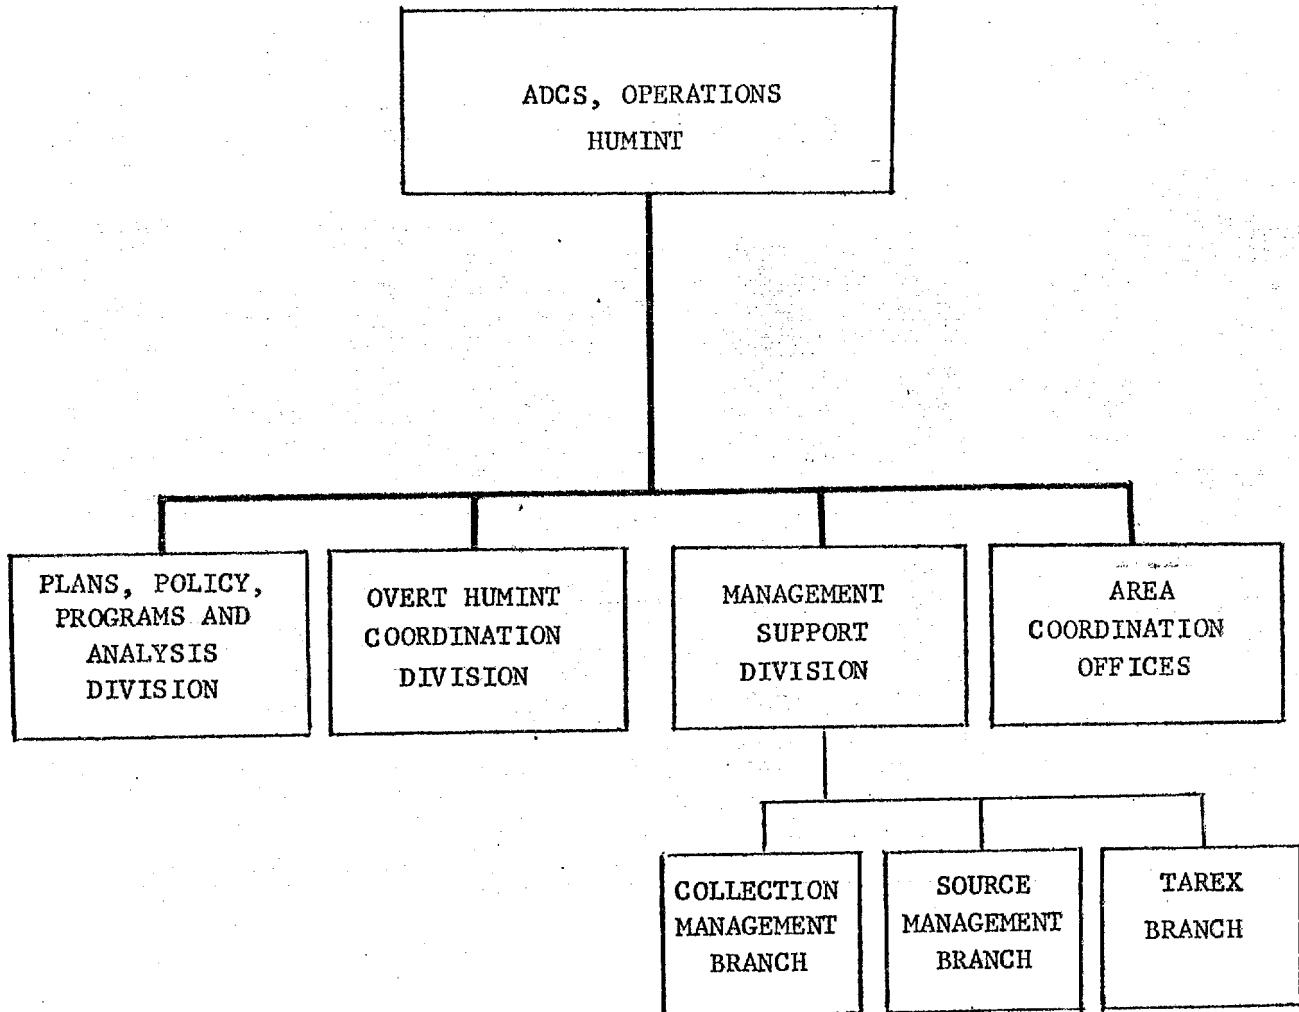 ADCS, OPERATIONS
HUMINT
PLANS, POLICY,
PROGRAMS AND
ANALYSIS
DIVISION
OVERT HUMINT
COORDINATION
DIVISION
MANAGEMENT
SUPPORT
DIVISION
AREA
COORDINATION
OFFICES
COLLECTION
MANAGEMENT
BRANCH
SOURCE
MANAGEMENT
BRANCH
TAREX
BRANCH